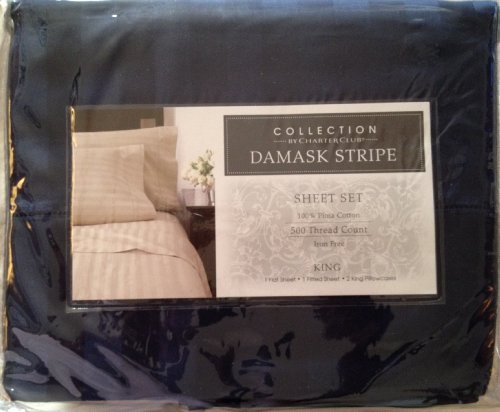 COLLECTION
BY CHARTER CLUB®
DAMASK STRIPE
SHEET SET
100% Pima Cotton
500 Thread Count
Iron Free
KING
1 Flat Sheet • 1 Fitted Sheet • 2 King Pillowcases